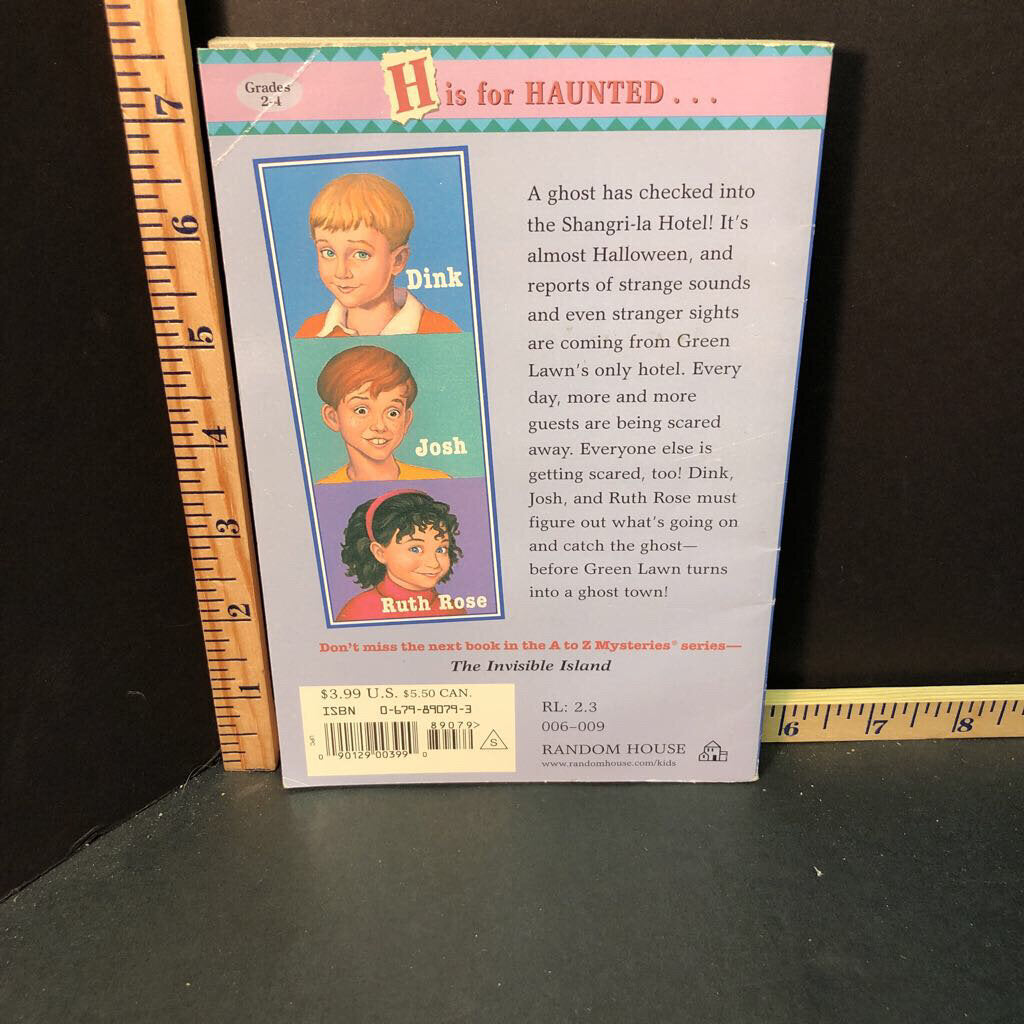 Grades
2-4
H is for HAUNTED . . .
Dink
Josh
Ruth Rose
A ghost has checked into
the Shangri-la Hotel! It's
almost Halloween, and
reports of strange sounds
and even stranger sights
are coming from Green
Lawn's only hotel. Every
day, more and more
guests are being scared
away. Everyone else is
getting scared, too! Dink,
Josh, and Ruth Rose must
figure out what's going on
and catch the ghost—
before Green Lawn turns
into a ghost town!
Don't miss the next book in the A to Z Mysteries® series—
The Invisible Island
$3.99 U.S. $5.50 CAN.
ISBN 0-679-89079-3
89079>
UPC
0 90129 00399 0
S
RL: 2.3
006-009
RANDOM HOUSE
www.randomhouse.com/kids
7
6
5
4
3
2
1
6 7 8